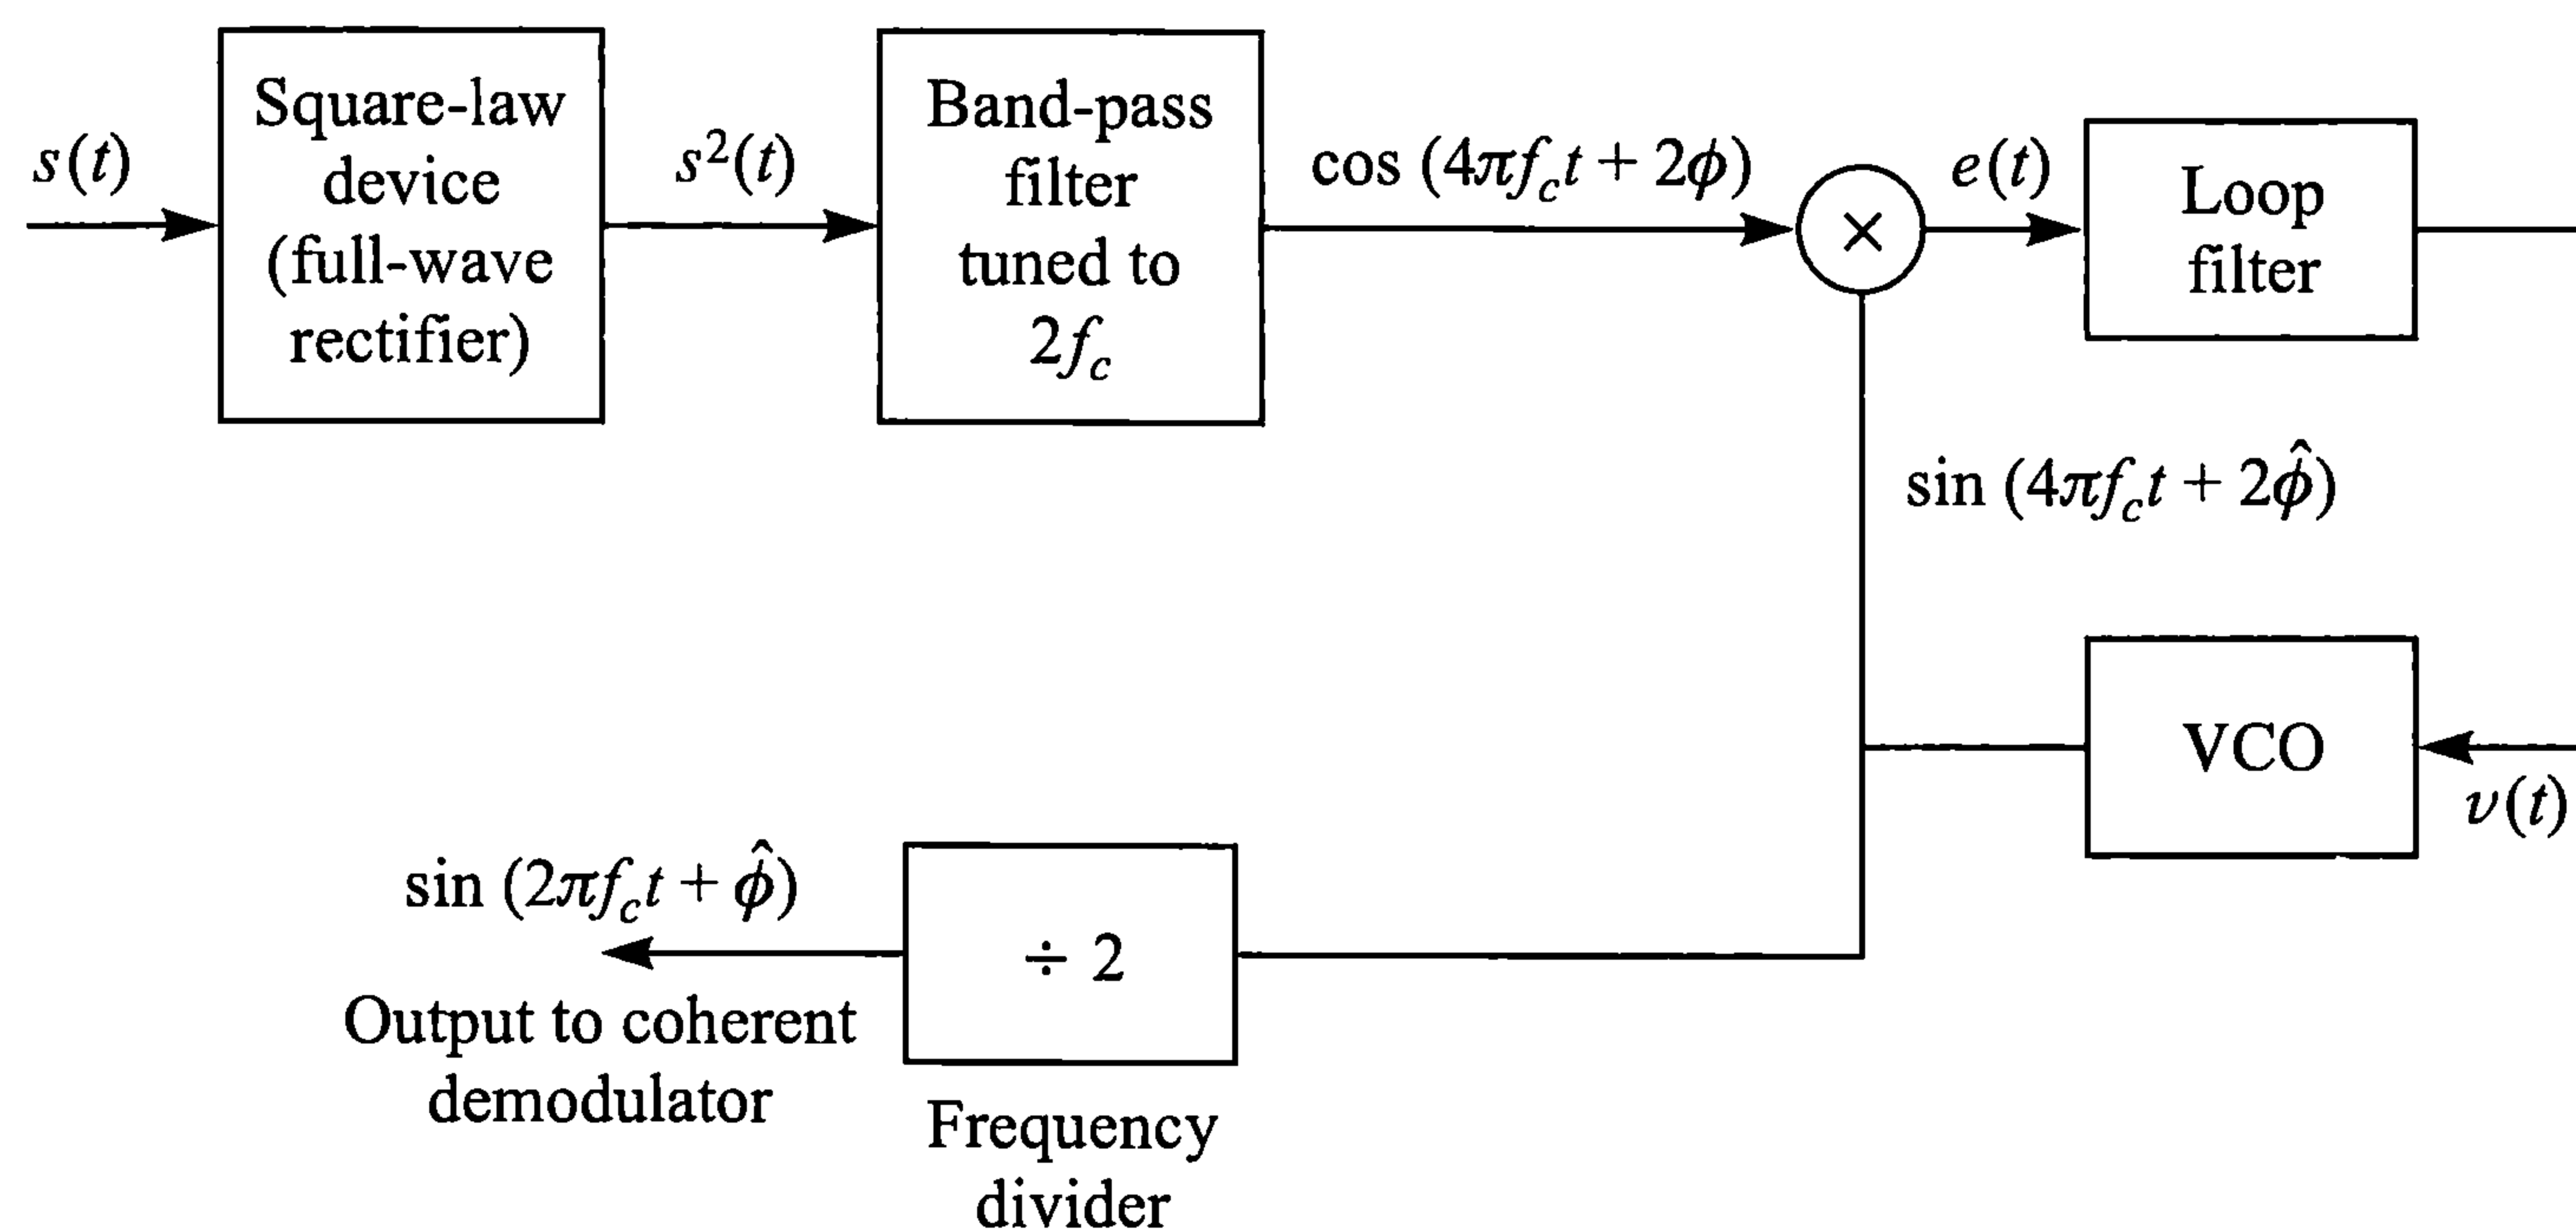 s(t)
Square-law
device
(full-wave
rectifier)
s²(t)
Band-pass
filter
tuned to
2f_c
cos (4πf_ct + 2ϕ)
×
e(t)
Loop
filter
sin (4πf_ct + 2ϕ̂)
VCO
v(t)
sin (2πf_ct + ϕ̂)
÷ 2
Output to coherent
demodulator
Frequency
divider